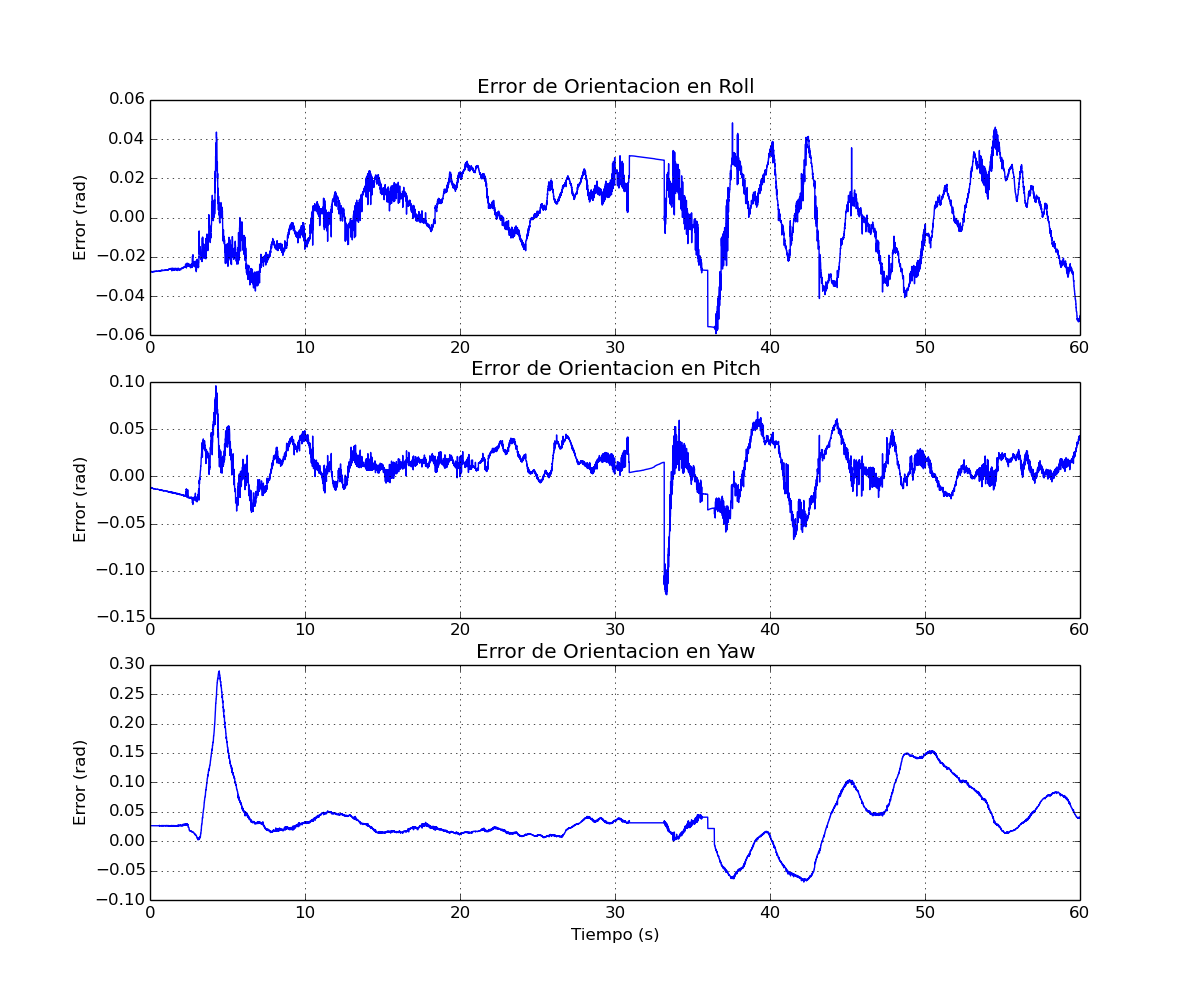 Error de Orientacion en Roll
Error (rad)
0.06
0.04
0.02
0.00
−0.02
−0.04
−0.06
0 10 20 30 40 50 60
Error de Orientacion en Pitch
Error (rad)
0.10
0.05
0.00
−0.05
−0.10
−0.15
0 10 20 30 40 50 60
Error de Orientacion en Yaw
Error (rad)
0.30
0.25
0.20
0.15
0.10
0.05
0.00
−0.05
−0.10
0 10 20 30 40 50 60
Tiempo (s)